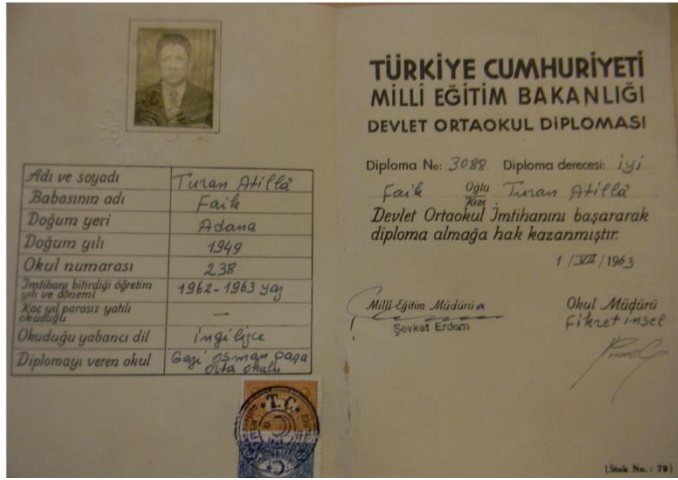 Adı ve soyadı Turan Atillâ
Babasının adı Faik
Doğum yeri Adana
Doğum yılı 1949
Okul numarası 238
İmtihanı bitirdiği öğretim yılı ve dönemi 1962-1963 yaz
Kaç yıl parasız yatılı okuduğu —
Okuduğu yabancı dil ingilizce
Diplomayı veren okul Gazi osman paşa orta okulu
T.C.
TÜRKİYE CUMHURİYETİ
MİLLİ EĞİTİM BAKANLIĞI
DEVLET ORTAOKUL DİPLOMASI
Diploma No: 3088 Diploma derecesi: iyi
Faik Oğlu Kızı Turan Atillâ
Devlet Ortaokul İmtihanını başararak
diploma almağa hak kazanmıştır.
1/VII/1963
Millî Eğitim Müdürü Okul Müdürü
Şevket Erdem Fikret insel
(Stok No.: 79)